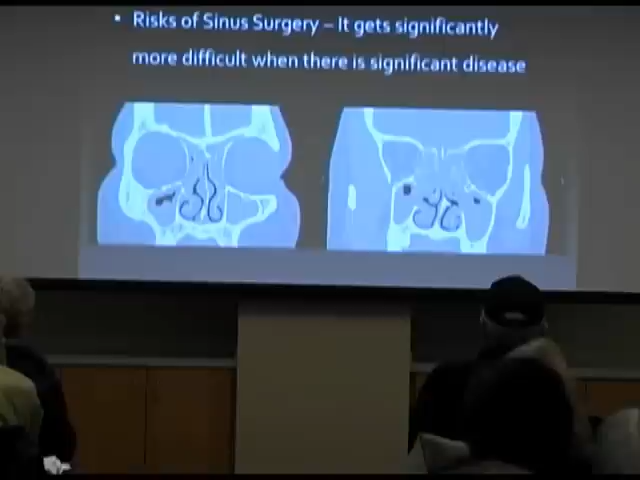 • Risks of Sinus Surgery – It gets significantly
more difficult when there is significant disease